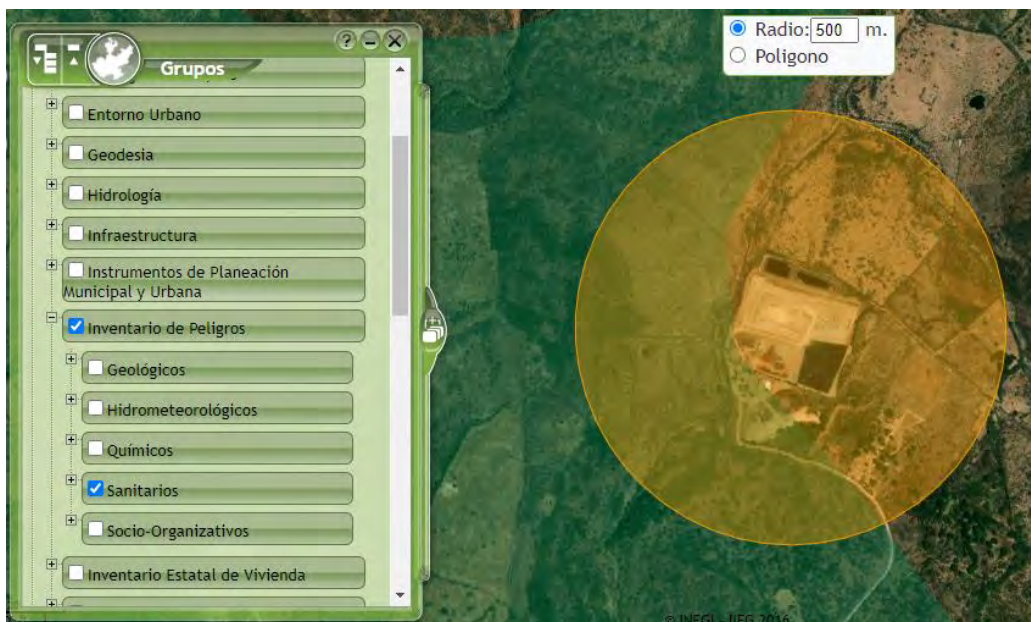 Radio: 500 m.
Poligono
?
Grupos
Entorno Urbano
Geodesia
Hidrología
Infraestructura
Instrumentos de Planeación
Municipal y Urbana
Inventario de Peligros
Geológicos
Hidrometeorológicos
Químicos
Sanitarios
Socio-Organizativos
Inventario Estatal de Vivienda
© INEGI - IIEG 2016